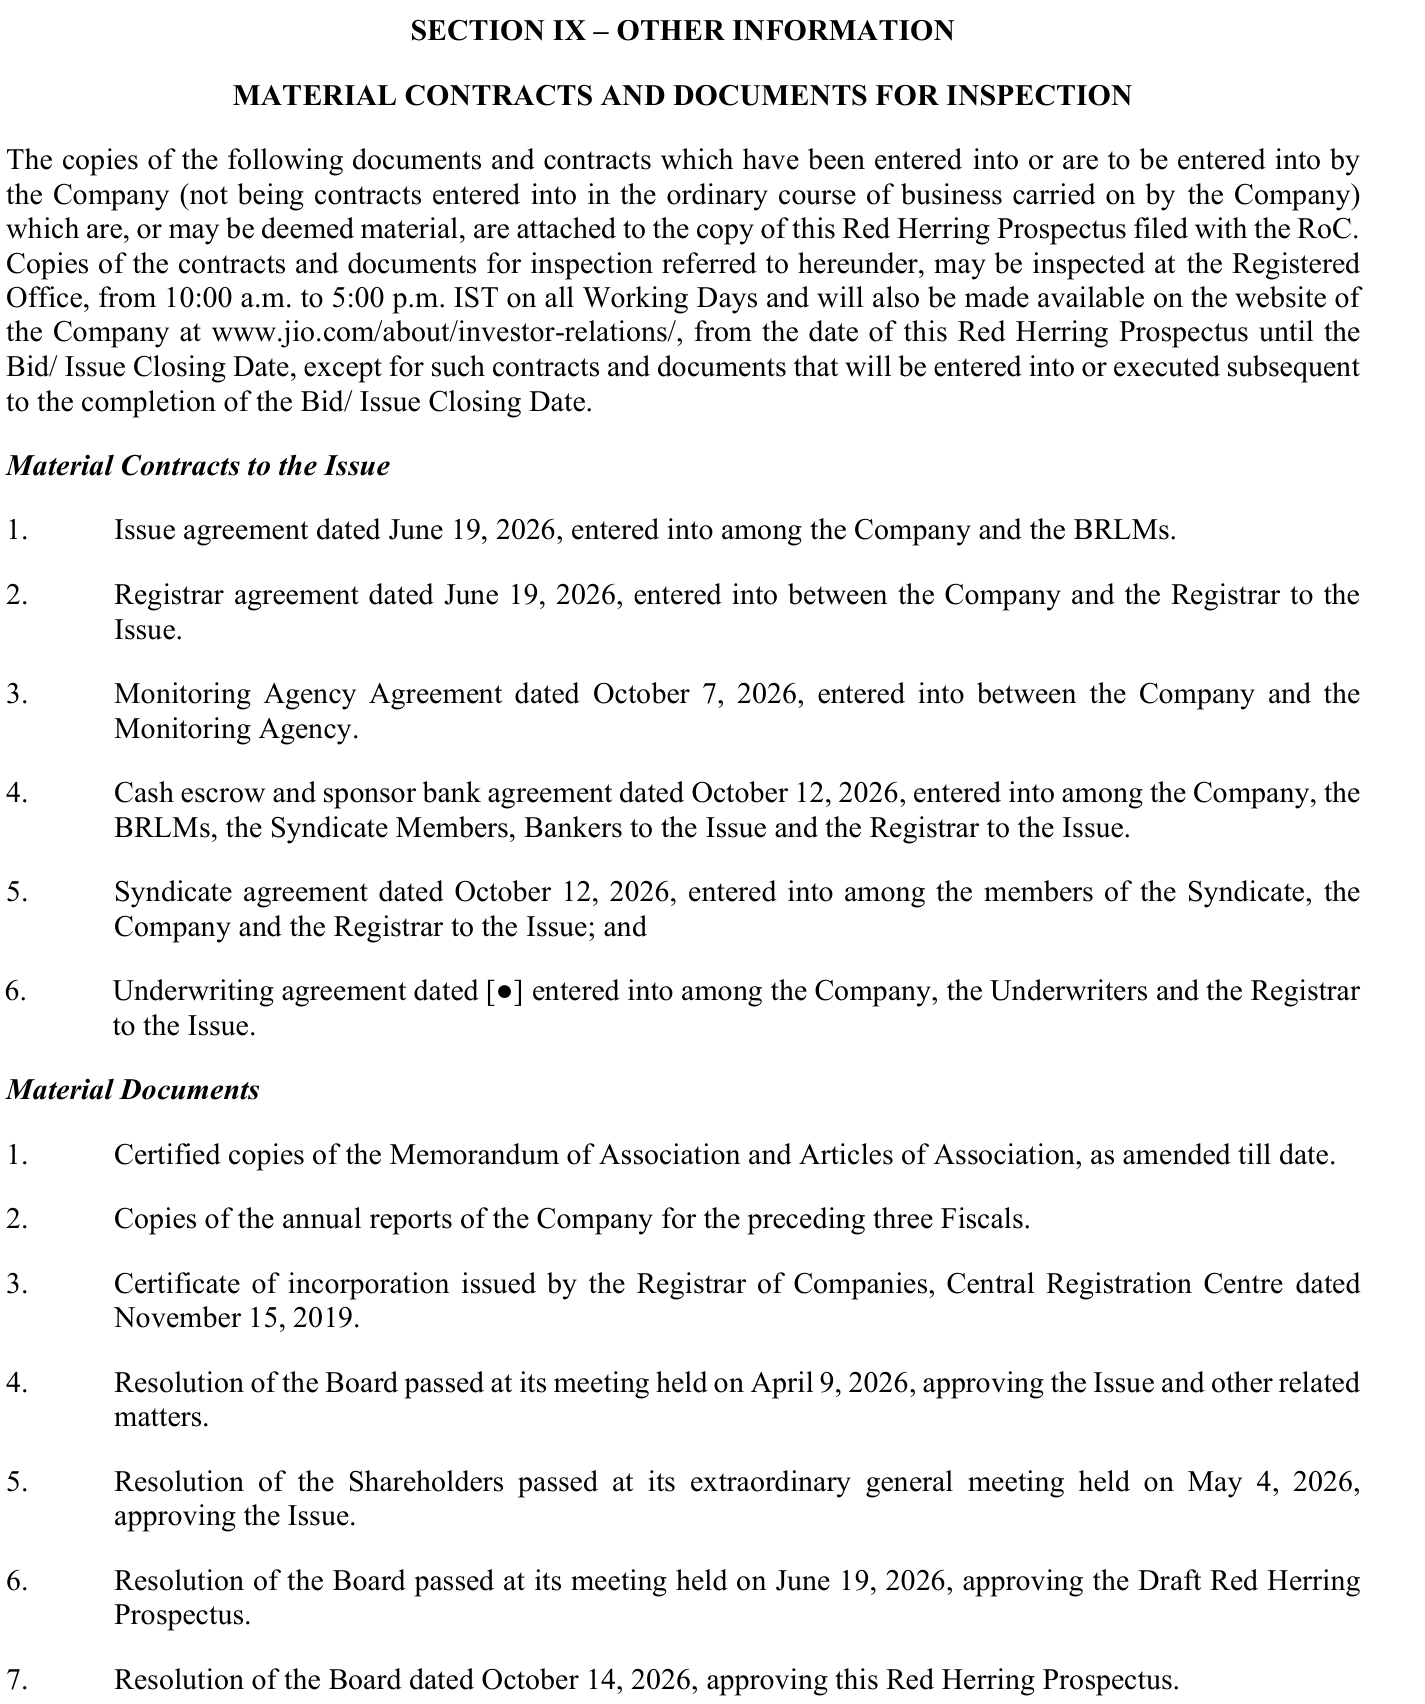 SECTION IX – OTHER INFORMATION
MATERIAL CONTRACTS AND DOCUMENTS FOR INSPECTION
The copies of the following documents and contracts which have been entered into or are to be entered into by
the Company (not being contracts entered into in the ordinary course of business carried on by the Company)
which are, or may be deemed material, are attached to the copy of this Red Herring Prospectus filed with the RoC.
Copies of the contracts and documents for inspection referred to hereunder, may be inspected at the Registered
Office, from 10:00 a.m. to 5:00 p.m. IST on all Working Days and will also be made available on the website of
the Company at www.jio.com/about/investor-relations/, from the date of this Red Herring Prospectus until the
Bid/ Issue Closing Date, except for such contracts and documents that will be entered into or executed subsequent
to the completion of the Bid/ Issue Closing Date.
Material Contracts to the Issue
1. Issue agreement dated June 19, 2026, entered into among the Company and the BRLMs.
2. Registrar agreement dated June 19, 2026, entered into between the Company and the Registrar to the
Issue.
3. Monitoring Agency Agreement dated October 7, 2026, entered into between the Company and the
Monitoring Agency.
4. Cash escrow and sponsor bank agreement dated October 12, 2026, entered into among the Company, the
BRLMs, the Syndicate Members, Bankers to the Issue and the Registrar to the Issue.
5. Syndicate agreement dated October 12, 2026, entered into among the members of the Syndicate, the
Company and the Registrar to the Issue; and
6. Underwriting agreement dated [●] entered into among the Company, the Underwriters and the Registrar
to the Issue.
Material Documents
1. Certified copies of the Memorandum of Association and Articles of Association, as amended till date.
2. Copies of the annual reports of the Company for the preceding three Fiscals.
3. Certificate of incorporation issued by the Registrar of Companies, Central Registration Centre dated
November 15, 2019.
4. Resolution of the Board passed at its meeting held on April 9, 2026, approving the Issue and other related
matters.
5. Resolution of the Shareholders passed at its extraordinary general meeting held on May 4, 2026,
approving the Issue.
6. Resolution of the Board passed at its meeting held on June 19, 2026, approving the Draft Red Herring
Prospectus.
7. Resolution of the Board dated October 14, 2026, approving this Red Herring Prospectus.